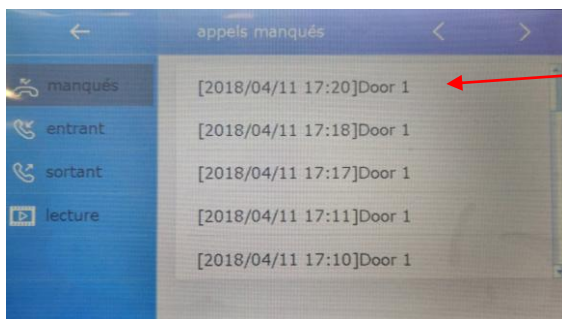 appels manqués
manqués
entrant
sortant
lecture
[2018/04/11 17:20]Door 1
[2018/04/11 17:18]Door 1
[2018/04/11 17:17]Door 1
[2018/04/11 17:11]Door 1
[2018/04/11 17:10]Door 1